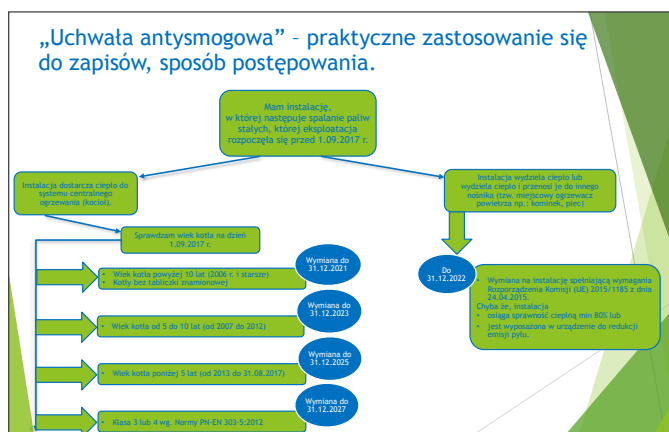 „Uchwała antysmogowa” – praktyczne zastosowanie się
do zapisów, sposób postępowania.
Mam instalację,
w której następuje spalanie paliw
stałych, której eksploatacja
rozpoczęła się przed 1.09.2017 r.
Instalacja dostarcza ciepło do
systemu centralnego
ogrzewania (kocioł).
Instalacja wydziela ciepło lub
wydziela ciepło i przenosi je do innego
nośnika (tzw. miejscowy ogrzewacz
powietrza np.: kominek, piec)
Sprawdzam wiek kotła na dzień
1.09.2017 r.
Wymiana do
31.12.2021
• Wiek kotła powyżej 10 lat (2006 r. i starsze)
• Kotły bez tabliczki znamionowej
Wymiana do
31.12.2023
• Wiek kotła od 5 do 10 lat (od 2007 do 2012)
Wymiana do
31.12.2025
• Wiek kotła poniżej 5 lat (od 2013 do 31.08.2017)
Wymiana do
31.12.2027
• Klasa 3 lub 4 wg. Normy PN-EN 303-5:2012
Do
31.12.2022
• Wymiana na instalację spełniającą wymagania
Rozporządzenia Komisji (UE) 2015/1185 z dnia
24.04.2015.
Chyba że, instalacja
• osiąga sprawność cieplną min 80% lub
• jest wyposażona w urządzenie do redukcji
emisji pyłu.